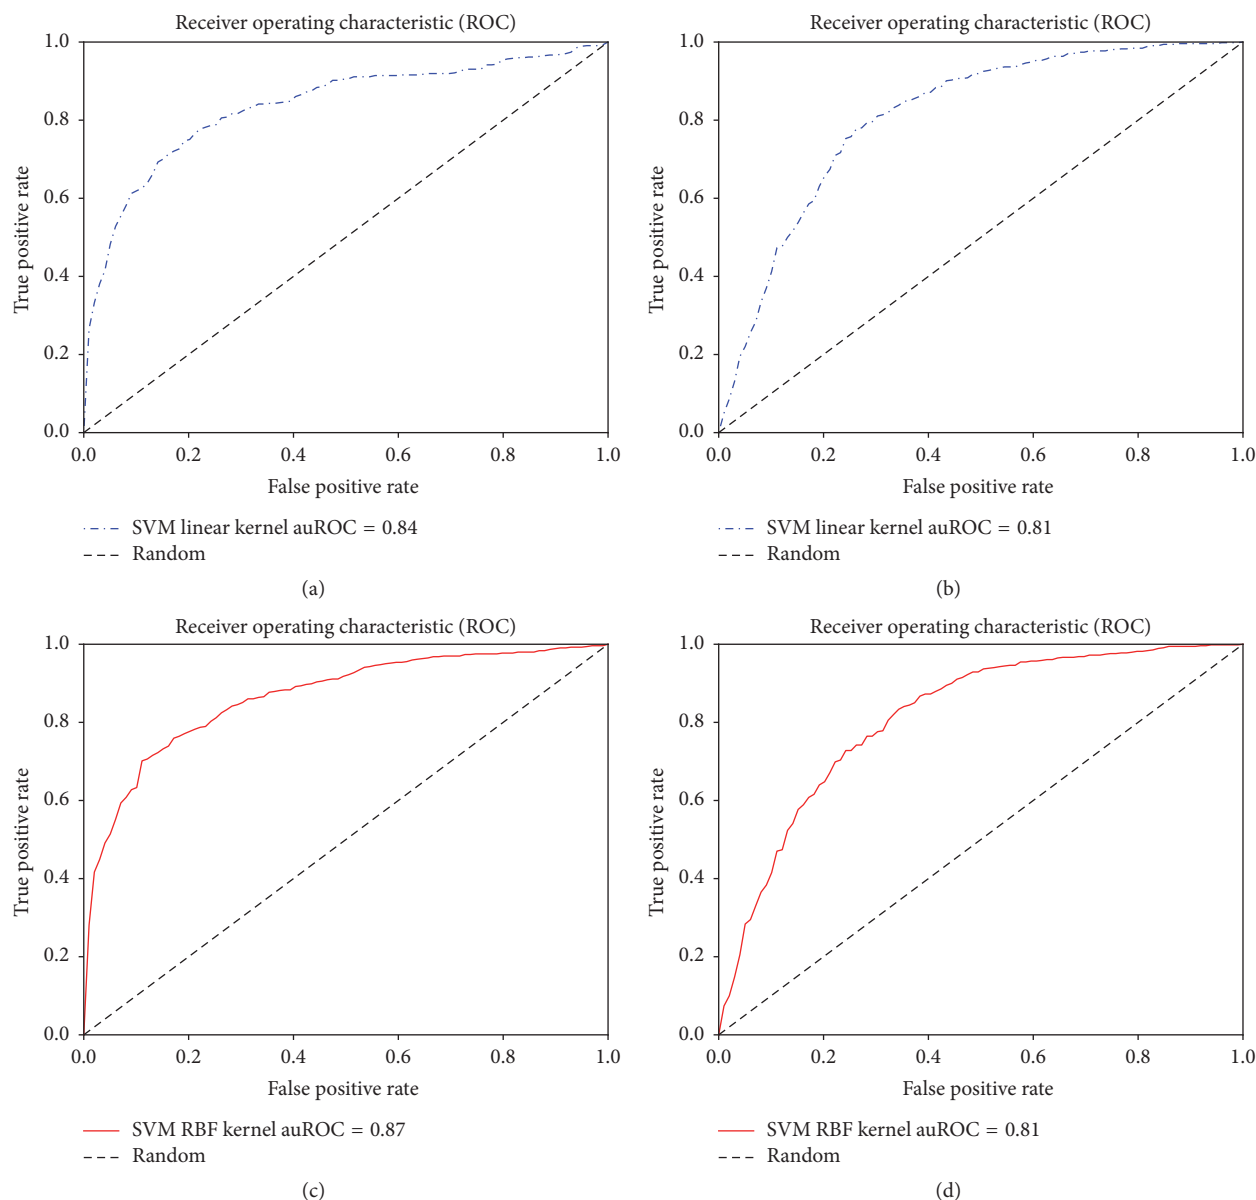 Receiver operating characteristic (ROC)
1.0
0.8
0.6
0.4
0.2
0.0
True positive rate
0.0 0.2 0.4 0.6 0.8 1.0
False positive rate
SVM linear kernel auROC = 0.84
Random
(a)
Receiver operating characteristic (ROC)
1.0
0.8
0.6
0.4
0.2
0.0
True positive rate
0.0 0.2 0.4 0.6 0.8 1.0
False positive rate
SVM linear kernel auROC = 0.81
Random
(b)
Receiver operating characteristic (ROC)
1.0
0.8
0.6
0.4
0.2
0.0
True positive rate
0.0 0.2 0.4 0.6 0.8 1.0
False positive rate
SVM RBF kernel auROC = 0.87
Random
(c)
Receiver operating characteristic (ROC)
1.0
0.8
0.6
0.4
0.2
0.0
True positive rate
0.0 0.2 0.4 0.6 0.8 1.0
False positive rate
SVM RBF kernel auROC = 0.81
Random
(d)